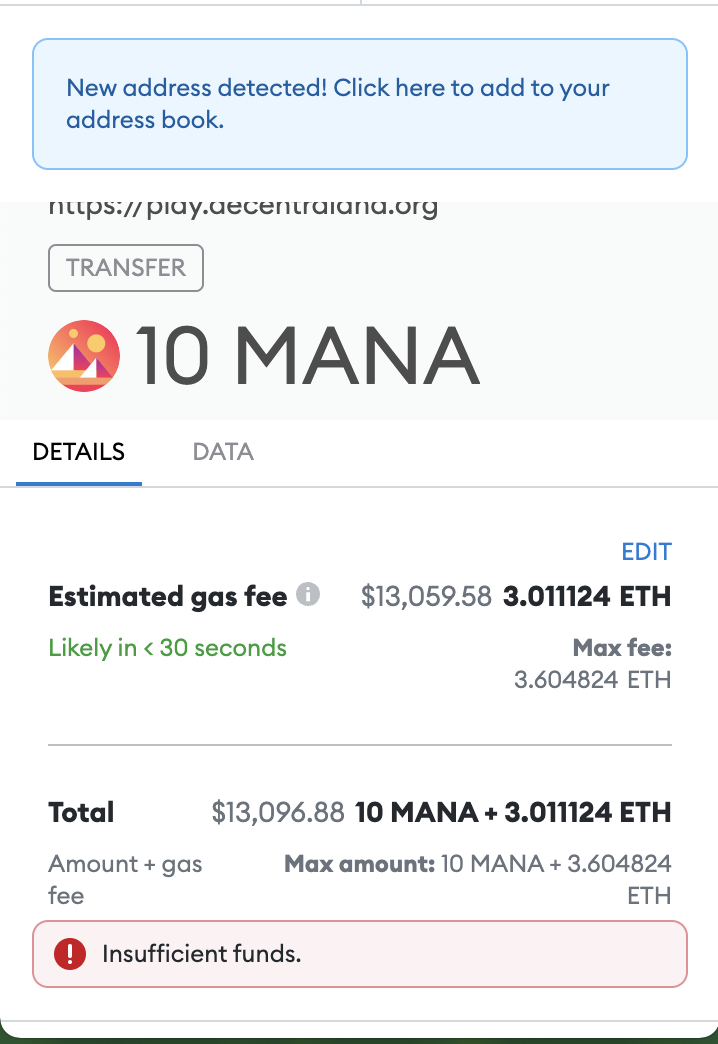 New address detected! Click here to add to your
address book.
https://play.decentraland.org
TRANSFER
10 MANA
DETAILS
DATA
EDIT
Estimated gas fee $13,059.58 3.011124 ETH
Likely in < 30 seconds
Max fee:
3.604824 ETH
Total $13,096.88 10 MANA + 3.011124 ETH
Amount + gas
fee
Max amount: 10 MANA + 3.604824
ETH
Insufficient funds.